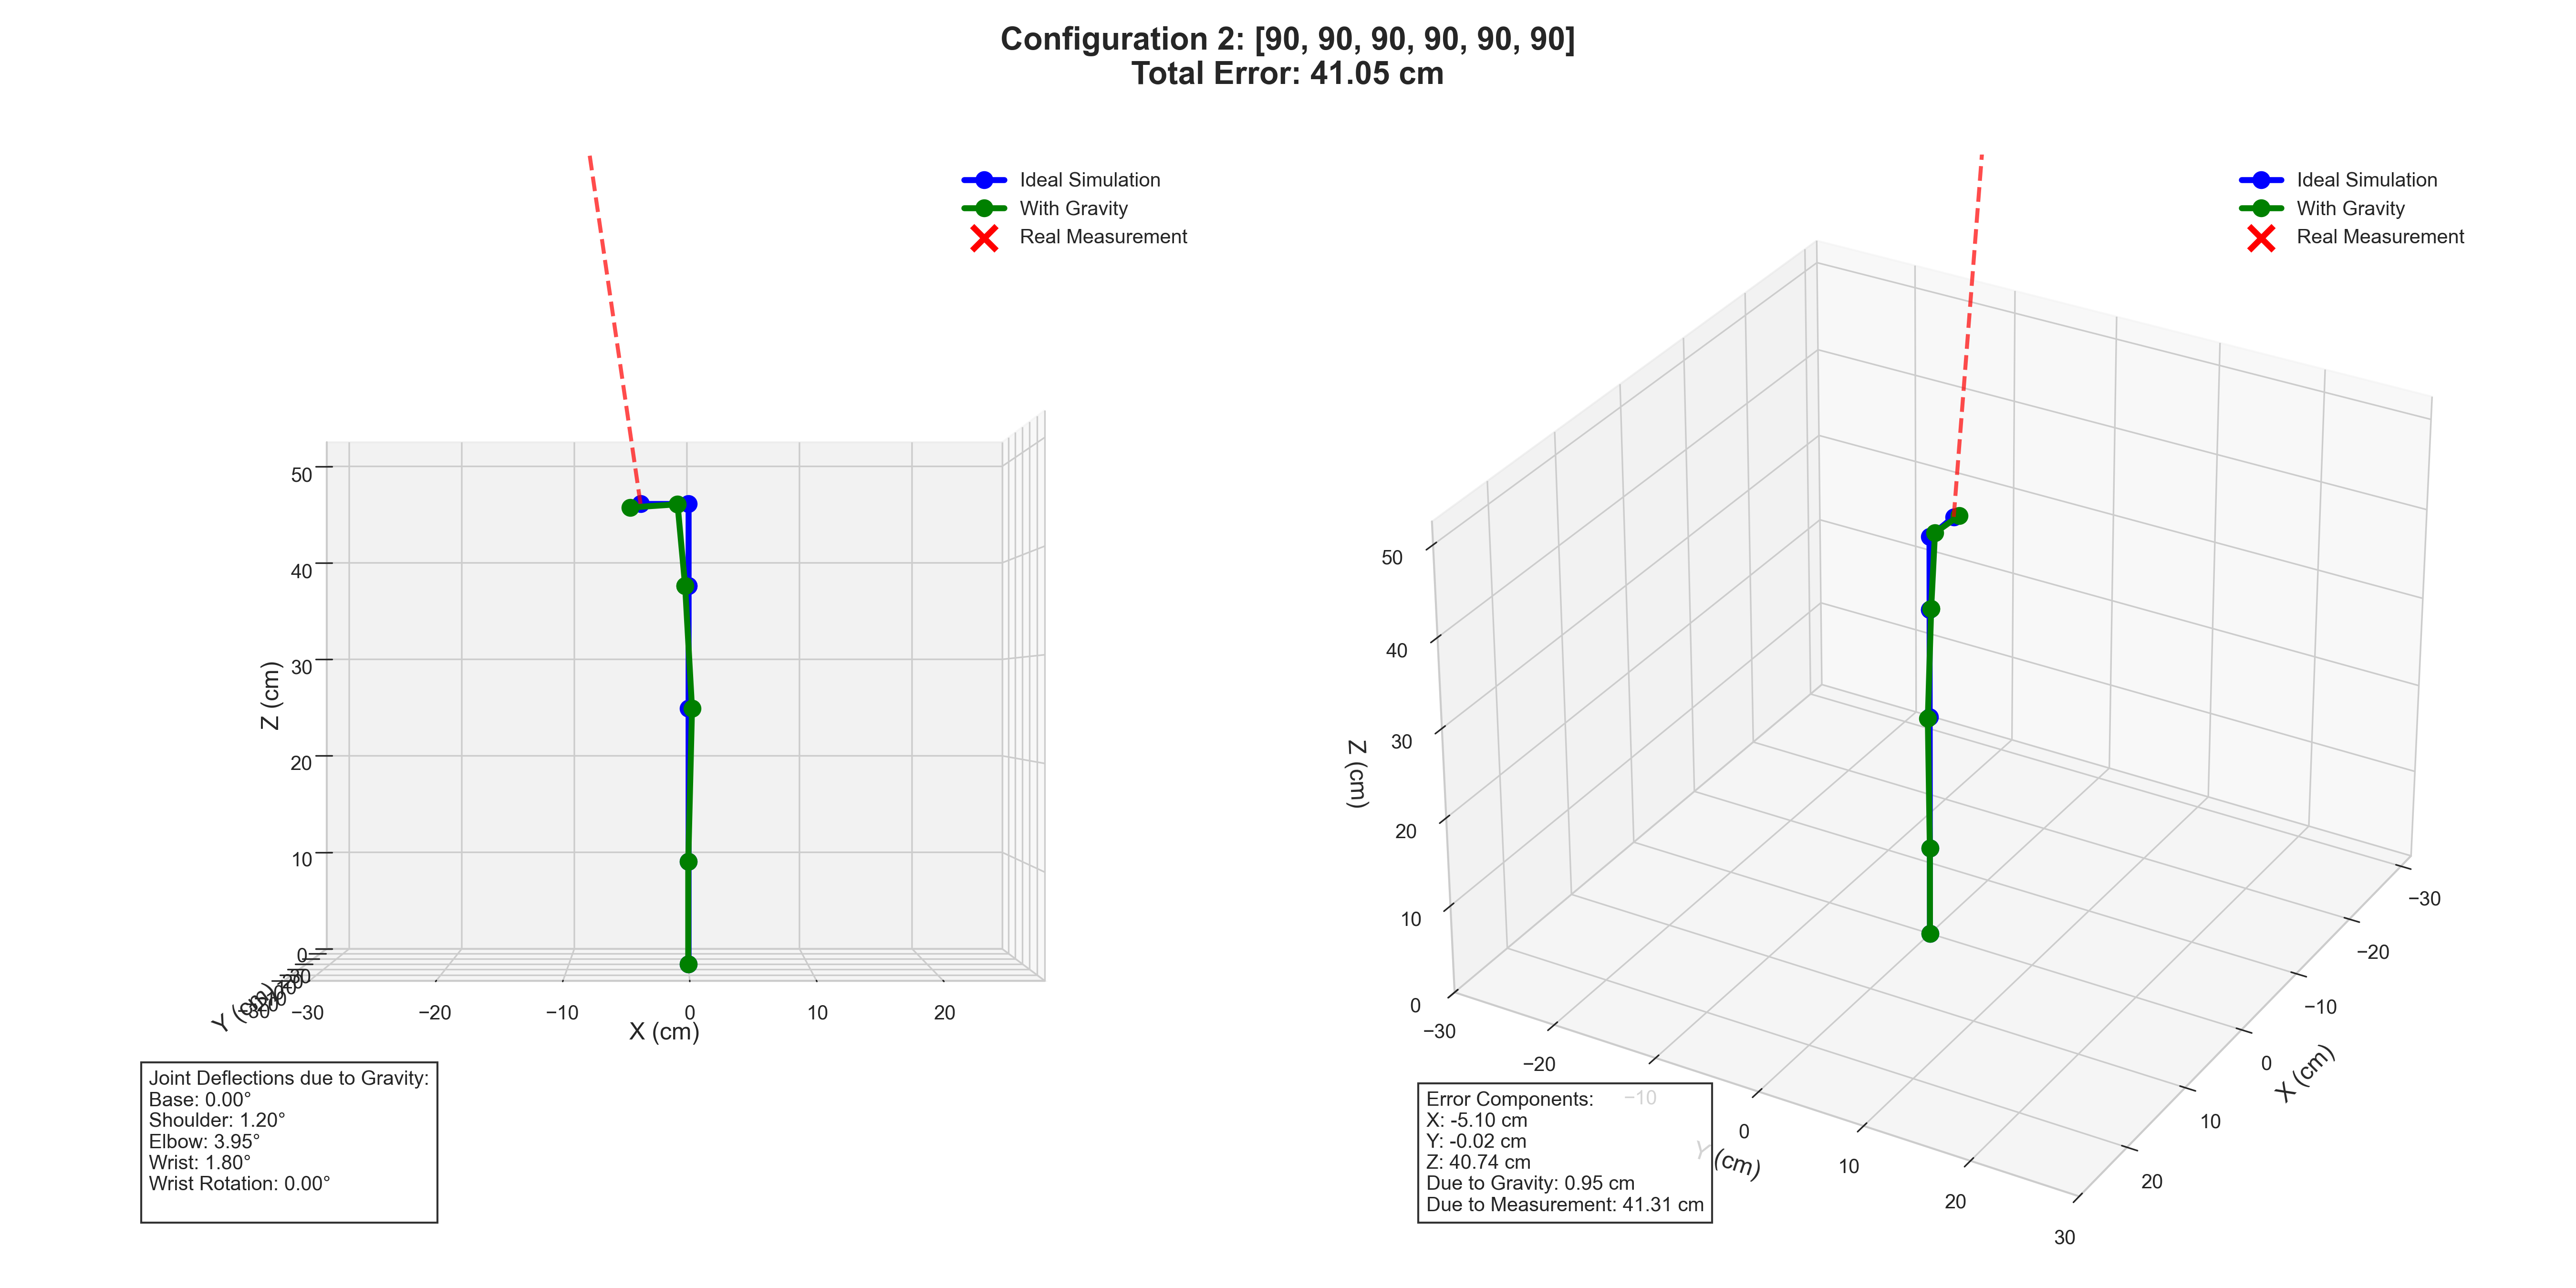 Configuration 2: [90, 90, 90, 90, 90, 90]
Total Error: 41.05 cm
Ideal Simulation
With Gravity
Real Measurement
50
40
30
20
10
0
Z (cm)
Y (cm)
−30
−20
−10
0
10
20
X (cm)
Joint Deflections due to Gravity:
Base: 0.00°
Shoulder: 1.20°
Elbow: 3.95°
Wrist: 1.80°
Wrist Rotation: 0.00°
Ideal Simulation
With Gravity
Real Measurement
50
40
30
20
10
0
Z (cm)
−30
−20
−10
0
10
20
30
Y (cm)
−30
−20
−10
0
10
20
X (cm)
Error Components:
X: -5.10 cm
Y: -0.02 cm
Z: 40.74 cm
Due to Gravity: 0.95 cm
Due to Measurement: 41.31 cm